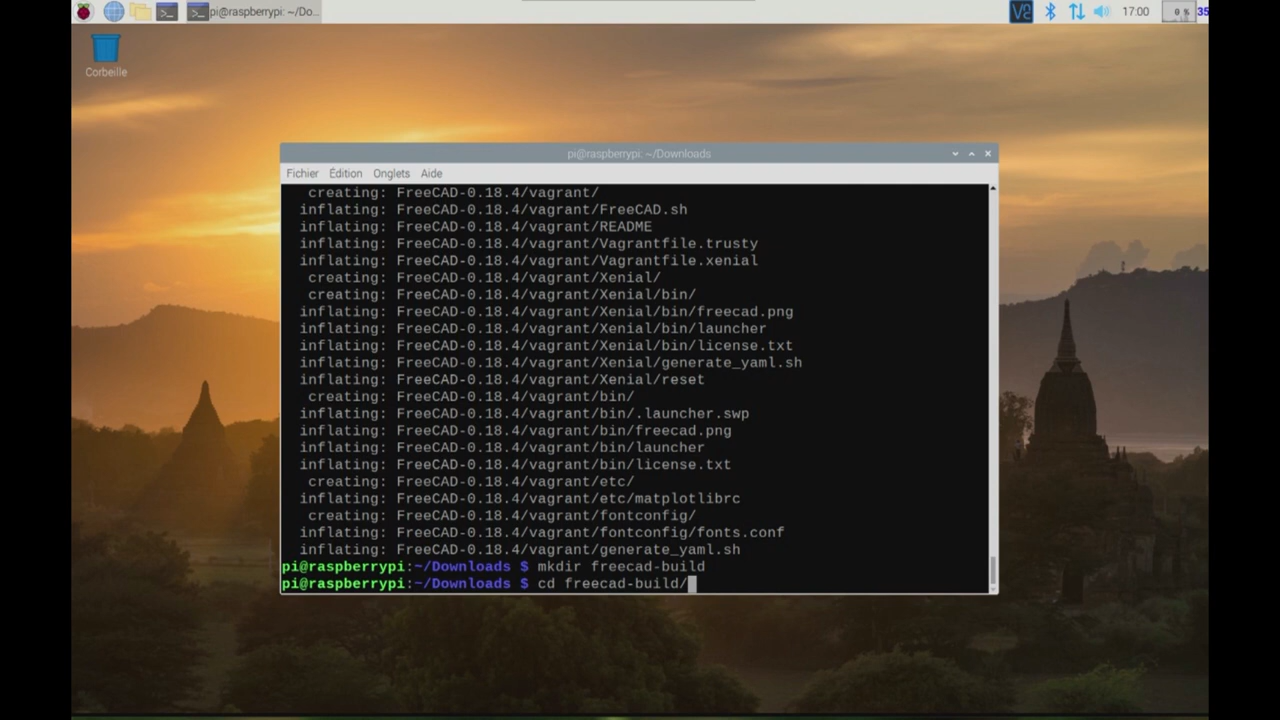 pi@raspberrypi: ~/Do...
17:00
0 %
35
Corbeille
pi@raspberrypi: ~/Downloads
Fichier Édition Onglets Aide
creating: FreeCAD-0.18.4/vagrant/
inflating: FreeCAD-0.18.4/vagrant/FreeCAD.sh
inflating: FreeCAD-0.18.4/vagrant/README
inflating: FreeCAD-0.18.4/vagrant/Vagrantfile.trusty
inflating: FreeCAD-0.18.4/vagrant/Vagrantfile.xenial
creating: FreeCAD-0.18.4/vagrant/Xenial/
creating: FreeCAD-0.18.4/vagrant/Xenial/bin/
inflating: FreeCAD-0.18.4/vagrant/Xenial/bin/freecad.png
inflating: FreeCAD-0.18.4/vagrant/Xenial/bin/launcher
inflating: FreeCAD-0.18.4/vagrant/Xenial/bin/license.txt
inflating: FreeCAD-0.18.4/vagrant/Xenial/generate_yaml.sh
inflating: FreeCAD-0.18.4/vagrant/Xenial/reset
creating: FreeCAD-0.18.4/vagrant/bin/
inflating: FreeCAD-0.18.4/vagrant/bin/.launcher.swp
inflating: FreeCAD-0.18.4/vagrant/bin/freecad.png
inflating: FreeCAD-0.18.4/vagrant/bin/launcher
inflating: FreeCAD-0.18.4/vagrant/bin/license.txt
creating: FreeCAD-0.18.4/vagrant/etc/
inflating: FreeCAD-0.18.4/vagrant/etc/matplotlibrc
creating: FreeCAD-0.18.4/vagrant/fontconfig/
inflating: FreeCAD-0.18.4/vagrant/fontconfig/fonts.conf
inflating: FreeCAD-0.18.4/vagrant/generate_yaml.sh
pi@raspberrypi:~/Downloads $ mkdir freecad-build
pi@raspberrypi:~/Downloads $ cd freecad-build/